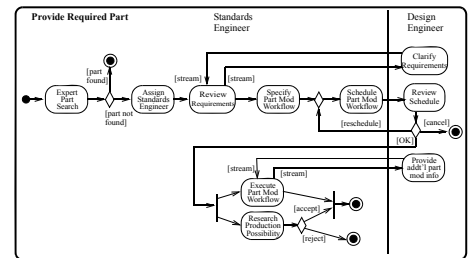 Provide Required Part
Standards
Engineer
Design
Engineer
[part
found]
[stream]
[stream]
Clarify
Requirements
Expert
Part
Search
[part not
found]
Assign
Standards
Engineer
Review
Requirements
Specify
Part Mod
Workflow
Schedule
Part Mod
Workflow
Review
Schedule
[reschedule]
[cancel]
[OK]
[stream]
[stream]
Provide
addt'l part
mod info
Execute
Part Mod
Workflow
[accept]
Research
Production
Possibility
[reject]